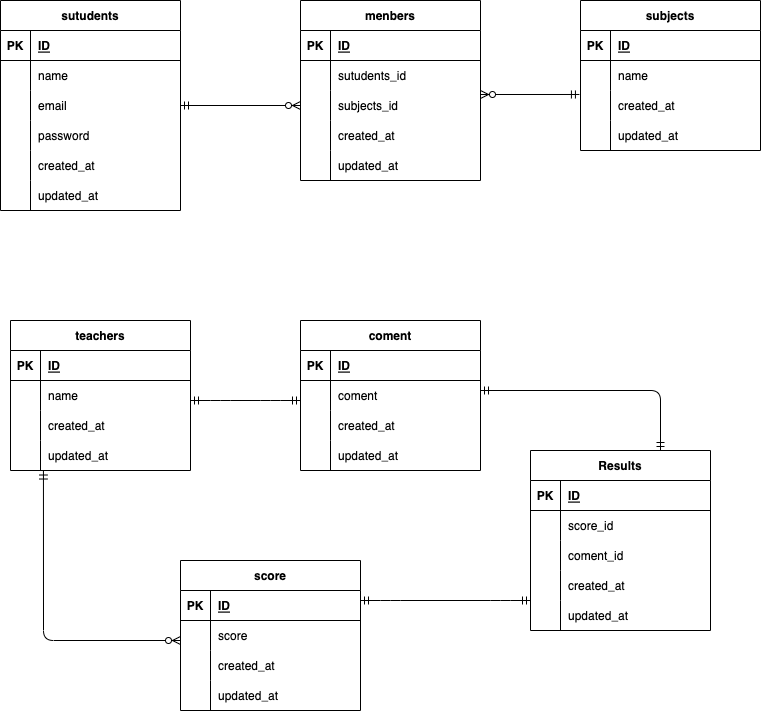 sutudents
PK ID
name
email
password
created_at
updated_at
menbers
PK ID
sutudents_id
subjects_id
created_at
updated_at
subjects
PK ID
name
created_at
updated_at
teachers
PK ID
name
created_at
updated_at
coment
PK ID
coment
created_at
updated_at
Results
PK ID
score_id
coment_id
created_at
updated_at
score
PK ID
score
created_at
updated_at